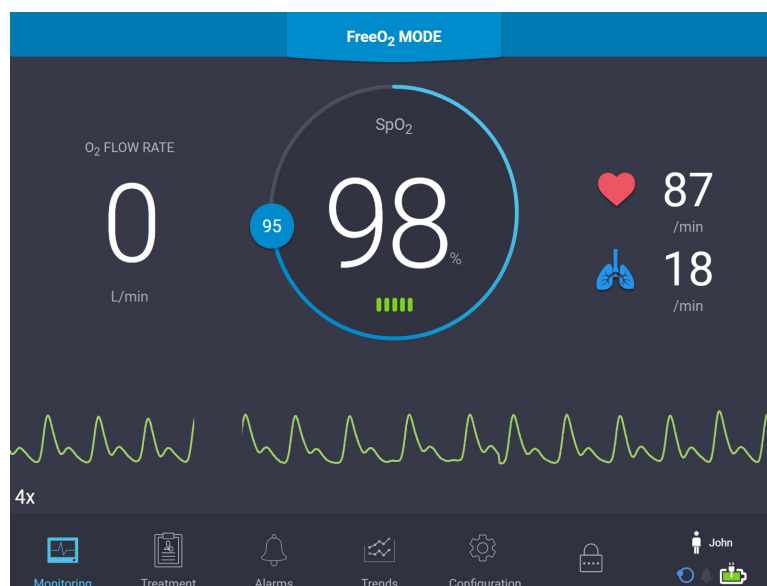 FreeO₂ MODE
O₂ FLOW RATE
0
L/min
SpO₂
95
98
%
87
/min
18
/min
4x
Monitoring
Treatment
Alarms
Trends
Configuration
John